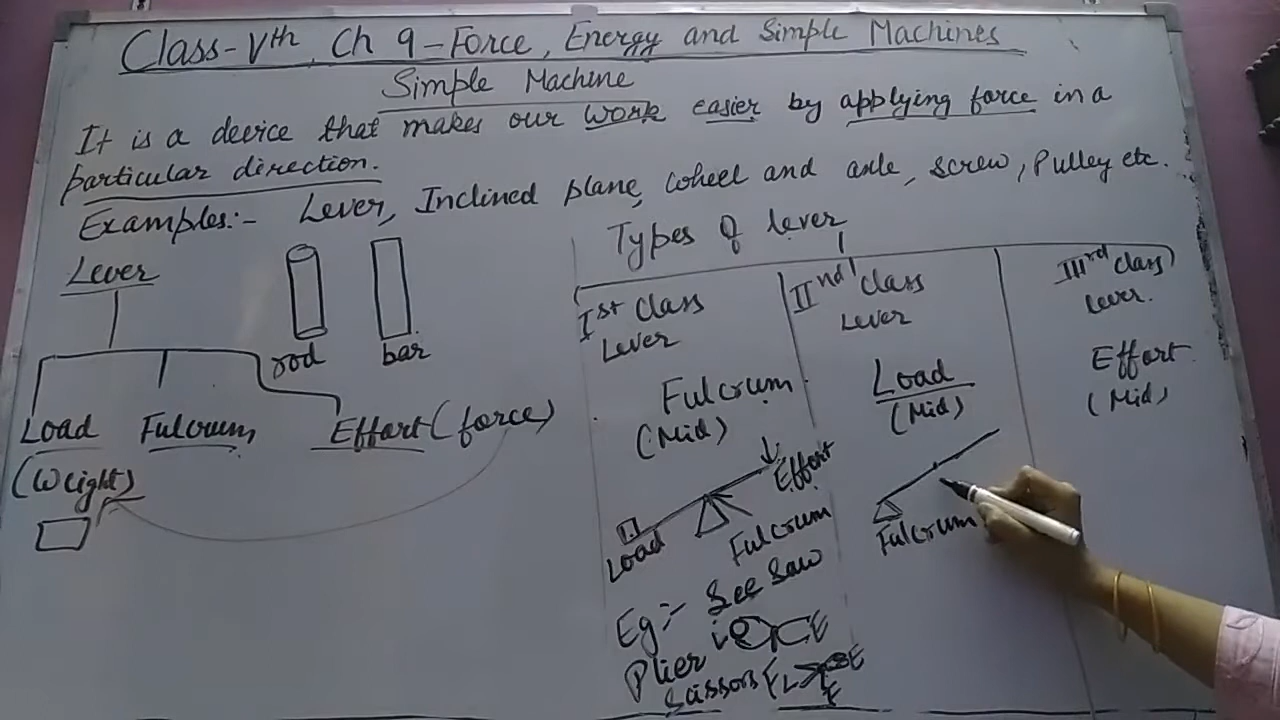 Class-Vth, Ch 9-Force, Energy and Simple Machines
Simple Machine
It is a device that makes our work easier by applying force in a
particular direction.
Examples:- Lever, Inclined plane, wheel and axle, screw, Pulley etc.
Lever
rod bar
Load Fulcrum, Effort (force)
(Weight)
Types of lever
Ist Class
Lever
Fulcrum
(Mid)
Effort
Load
Fulcrum
Eg:- See Saw
Plier L F E
Scissors F L E
F
IInd Class
Lever
Load
(Mid)
Fulcrum
IIIrd Class
Lever.
Effort
(Mid)